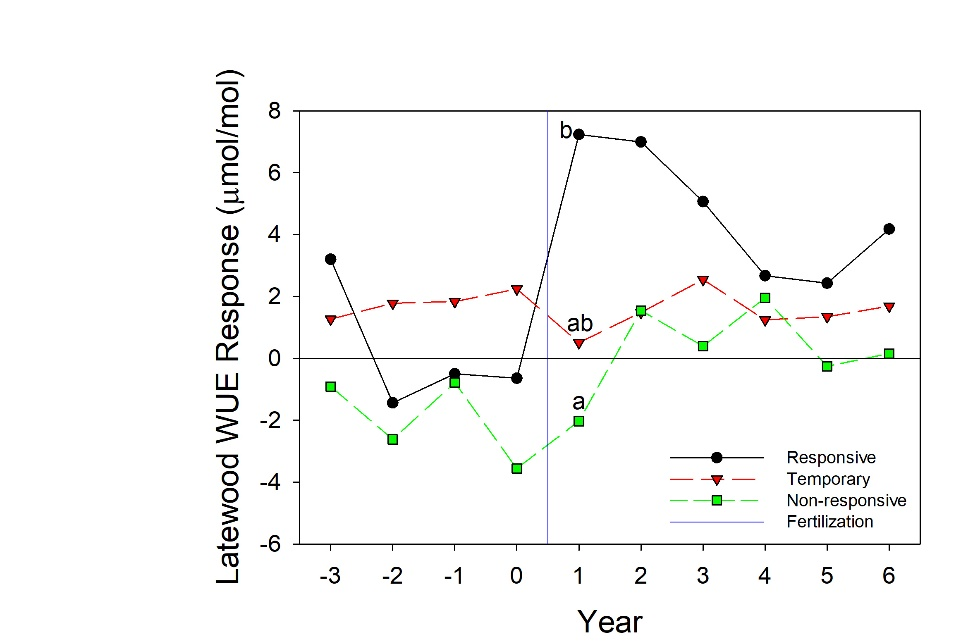 Latewood WUE Response (μmol/mol)
8
6
4
2
0
-2
-4
-6
b
ab
a
Responsive
Temporary
Non-responsive
Fertilization
-3 -2 -1 0 1 2 3 4 5 6
Year